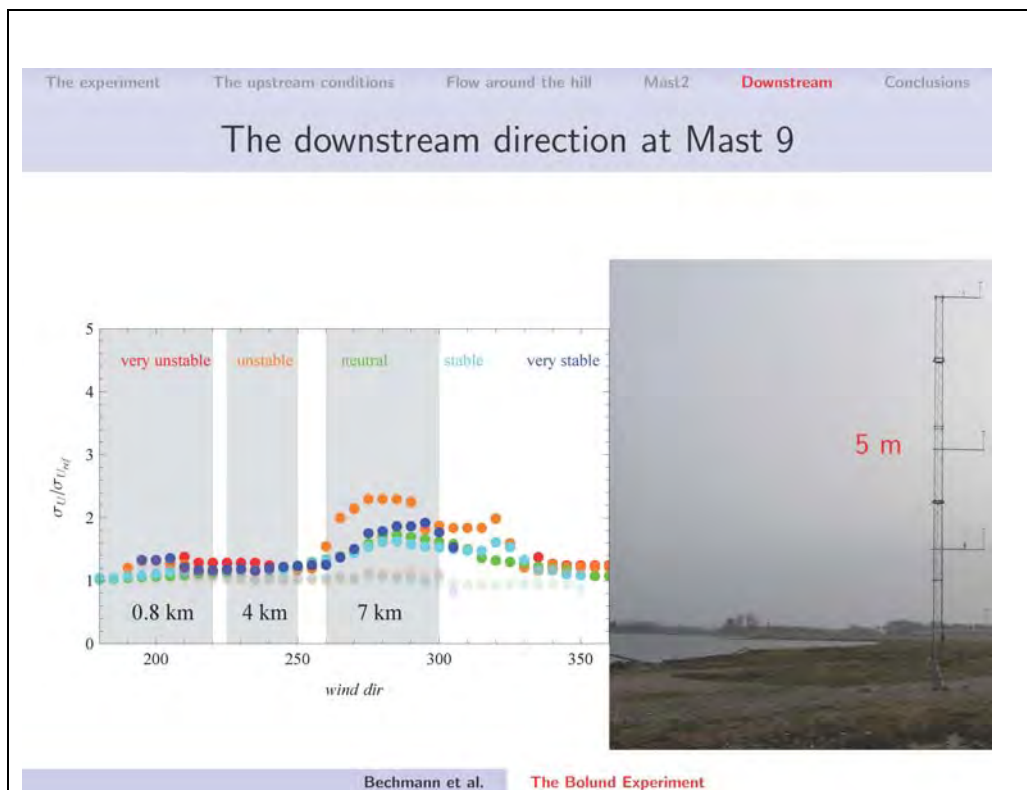 The experiment The upstream conditions Flow around the hill Mast2 Downstream Conclusions
The downstream direction at Mast 9
5
very unstable unstable neutral stable very stable
4
5 m
3
σU/σUref
2
1
0.8 km 4 km 7 km
0
200 250 300 350
wind dir
Bechmann et al. The Bolund Experiment